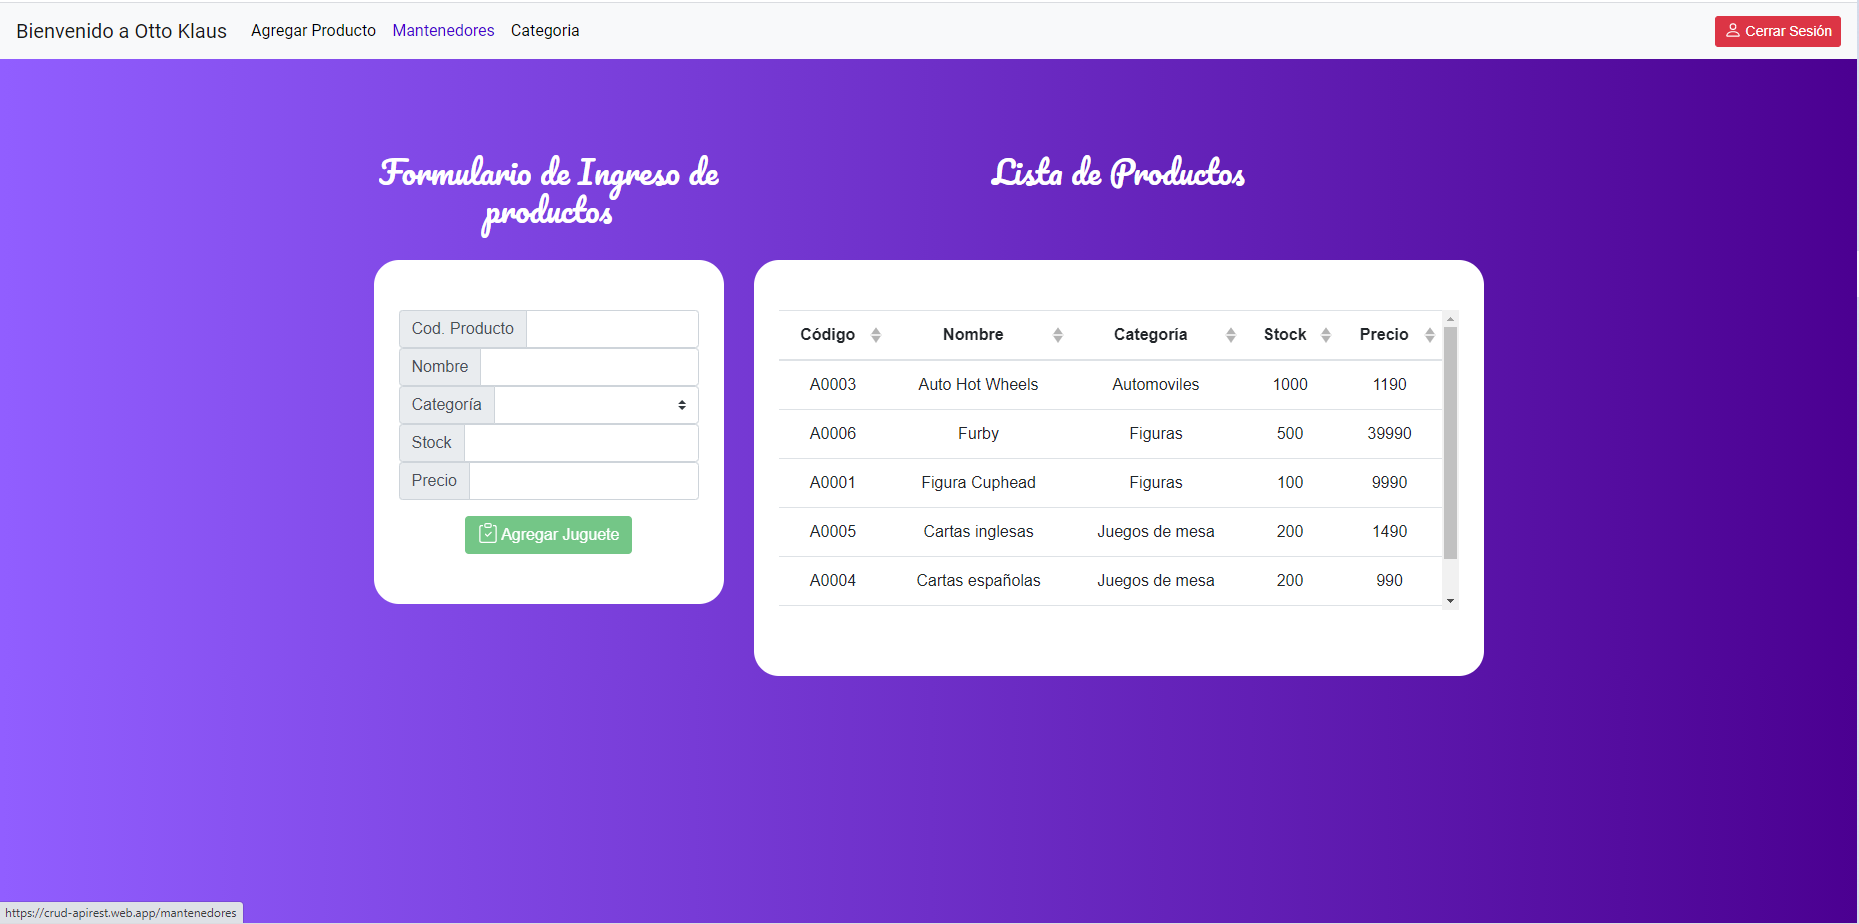 Bienvenido a Otto Klaus Agregar Producto Mantenedores Categoria Cerrar Sesión
Formulario de Ingreso de
productos
Cod. Producto
Nombre
Categoría
Stock
Precio
Agregar Juguete
Lista de Productos
Código Nombre Categoría Stock Precio
A0003 Auto Hot Wheels Automoviles 1000 1190
A0006 Furby Figuras 500 39990
A0001 Figura Cuphead Figuras 100 9990
A0005 Cartas inglesas Juegos de mesa 200 1490
A0004 Cartas españolas Juegos de mesa 200 990
https://crud-apirest.web.app/mantenedores